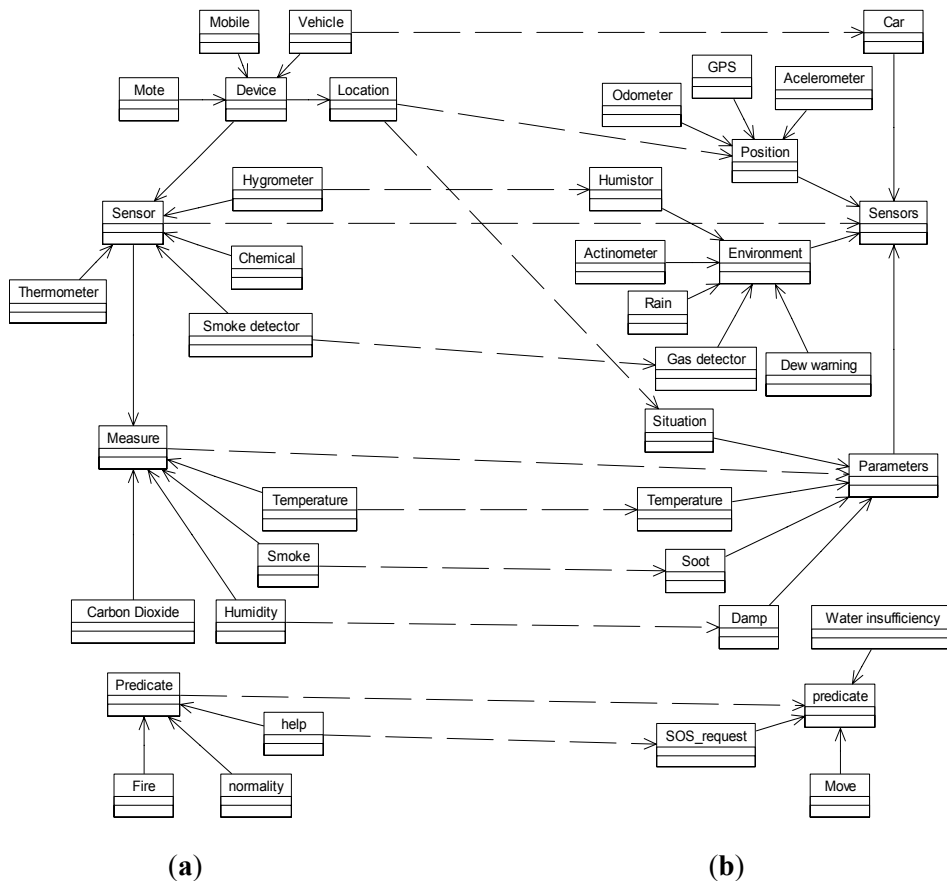 Mobile
Vehicle
Car
GPS
Acelerometer
Mote
Device
Location
Odometer
Position
Hygrometer
Humistor
Sensor
Sensors
Chemical
Actinometer
Environment
Thermometer
Rain
Smoke detector
Gas detector
Dew warning
Situation
Measure
Parameters
Temperature
Temperature
Smoke
Soot
Carbon Dioxide
Humidity
Damp
Water insufficiency
Predicate
predicate
help
SOS_request
Fire
normality
Move
(a)
(b)